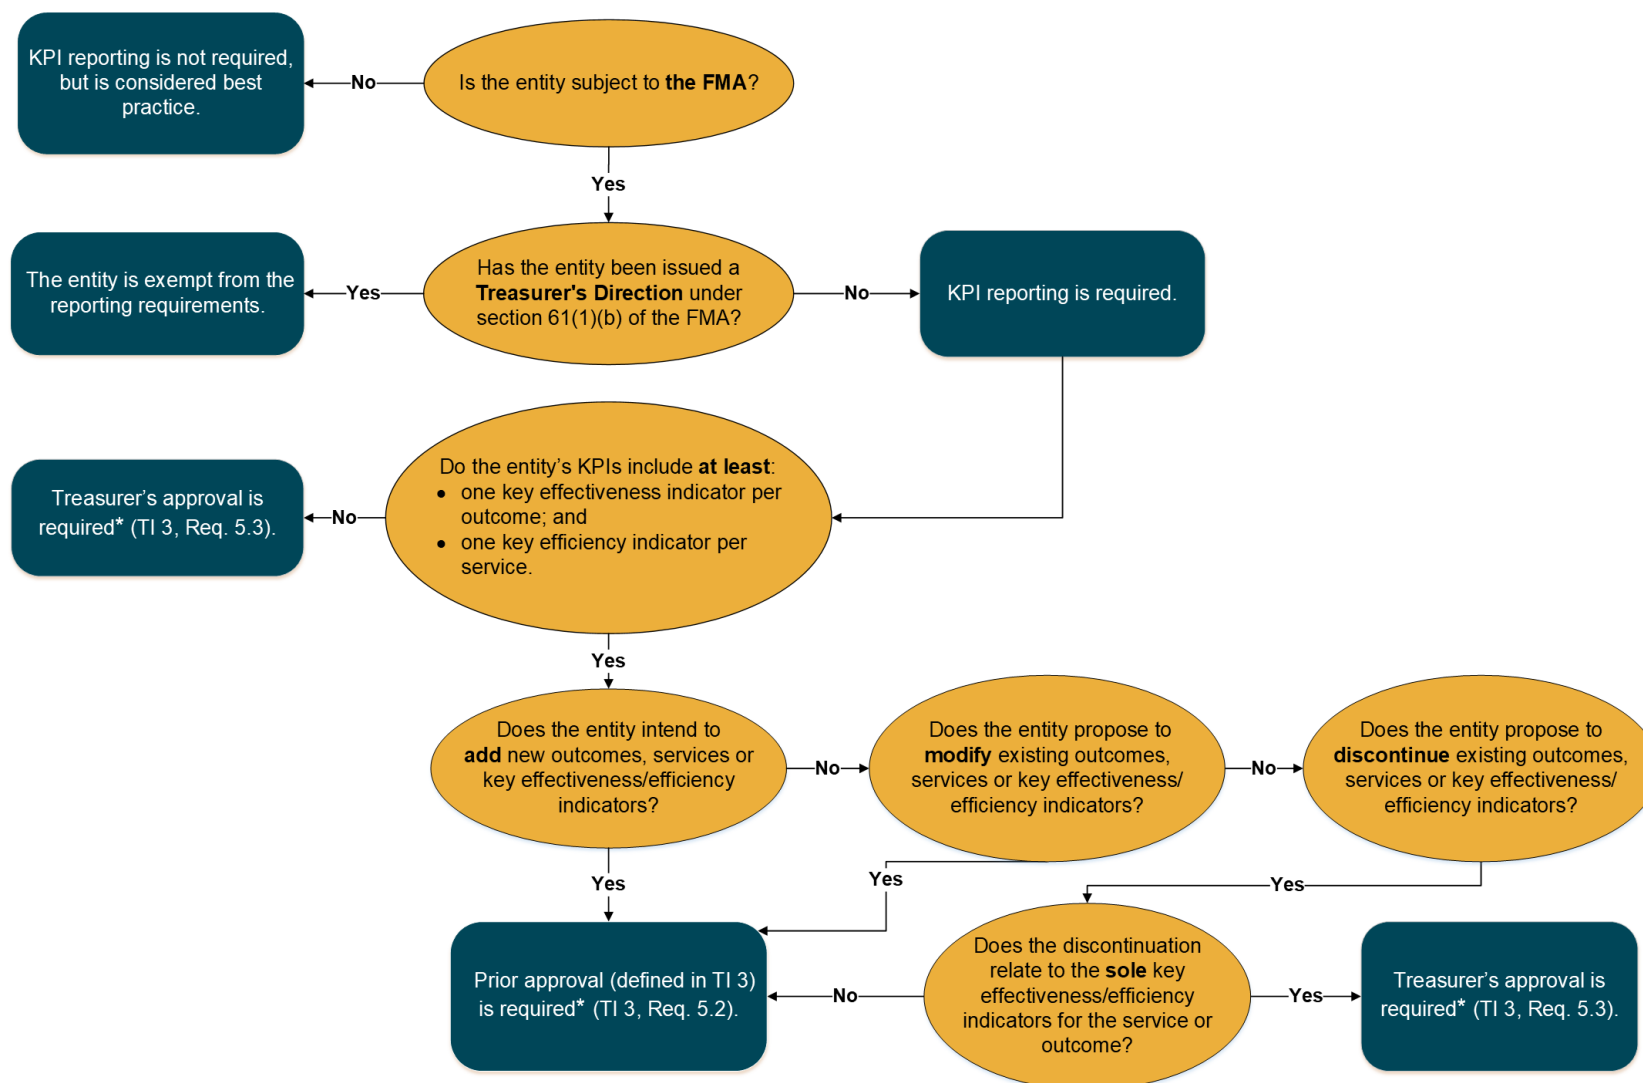 KPI reporting is not required,
but is considered best
practice.
No
Is the entity subject to the FMA?
Yes
The entity is exempt from the
reporting requirements.
Yes
Has the entity been issued a
Treasurer's Direction under
section 61(1)(b) of the FMA?
No
KPI reporting is required.
Treasurer’s approval is
required* (TI 3, Req. 5.3).
No
Do the entity’s KPIs include at least:
• one key effectiveness indicator per
outcome; and
• one key efficiency indicator per
service.
Yes
Does the entity intend to
add new outcomes, services or
key effectiveness/efficiency
indicators?
No
Does the entity propose to
modify existing outcomes,
services or key effectiveness/
efficiency indicators?
No
Does the entity propose to
discontinue existing outcomes,
services or key effectiveness/
efficiency indicators?
Yes
Yes
Yes
Prior approval (defined in TI 3)
is required* (TI 3, Req. 5.2).
No
Does the discontinuation
relate to the sole key
effectiveness/efficiency
indicators for the service or
outcome?
Yes
Treasurer’s approval is
required* (TI 3, Req. 5.3).